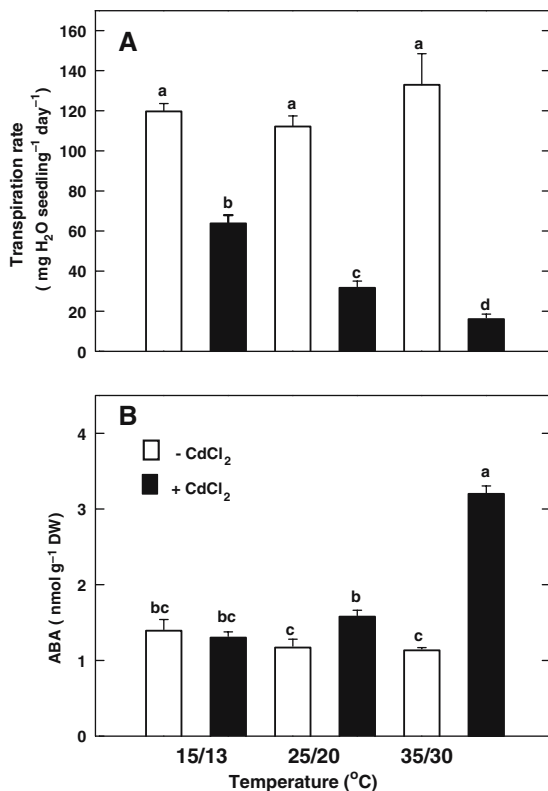 A
Transpiration rate
( mg H₂O seedling⁻¹ day⁻¹)
160
140
120
100
80
60
40
20
0
a
b
a
c
a
d
B
- CdCl₂
+ CdCl₂
ABA ( nmol g⁻¹ DW)
4
3
2
1
0
bc
bc
c
b
c
a
15/13
25/20
35/30
Temperature (°C)